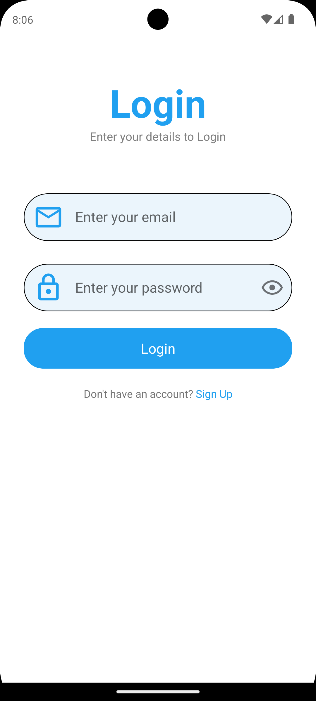 8:06
Login
Enter your details to Login
Enter your email
Enter your password
Login
Don't have an account? Sign Up